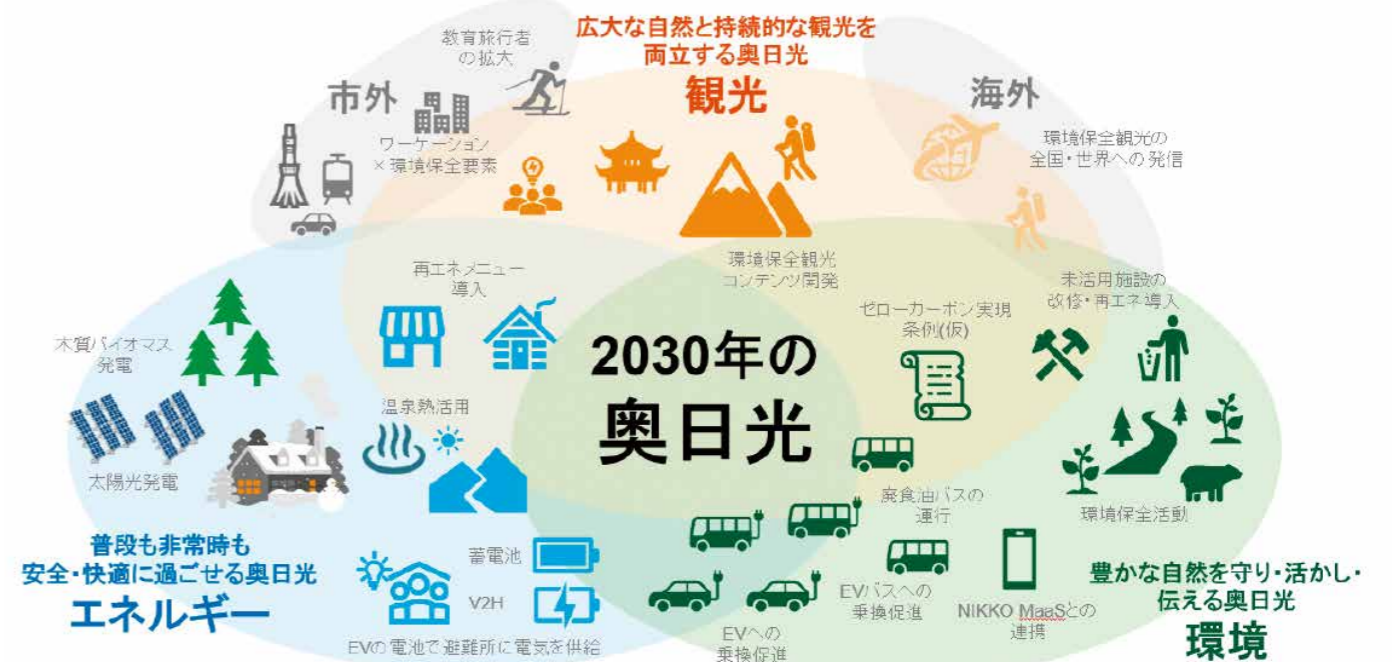 広大な自然と持続的な観光を
両立する奥日光
観光
教育旅行者
の拡大
市外
ワーケーション
×環境保全要素
海外
環境保全観光の
全国・世界への発信
環境保全観光
コンテンツ開発
再エネメニュー
導入
未活用施設の
改修・再エネ導入
ゼローカーボン実現
条例(仮)
木質バイオマス
発電
2030年の
奥日光
温泉熱活用
太陽光発電
廃食油バスの
運行
環境保全活動
普段も非常時も
安全・快適に過ごせる奥日光
エネルギー
蓄電池
V2H
EVの電池で避難所に電気を供給
EVへの
乗換促進
EVバスへの
乗換促進
NIKKO MaaSとの
連携
豊かな自然を守り・活かし・
伝える奥日光
環境